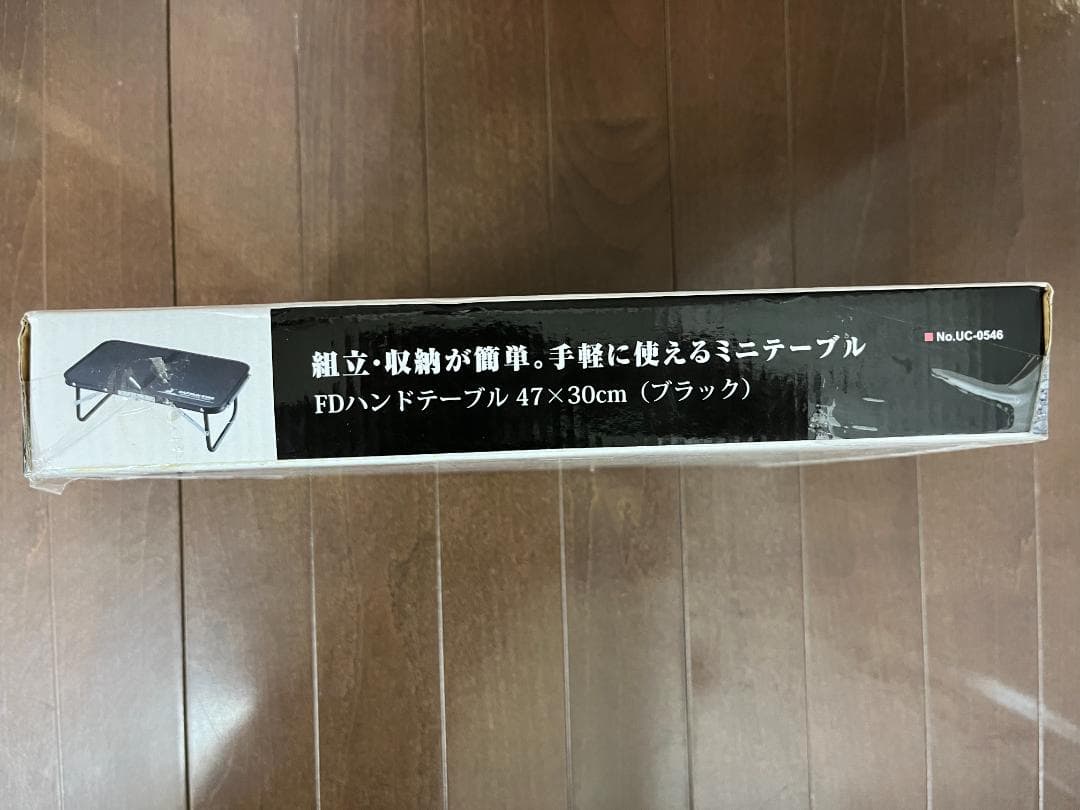 組立・収納が簡単。手軽に使えるミニテーブル
FDハンドテーブル 47×30cm（ブラック）
■No.UC-0546